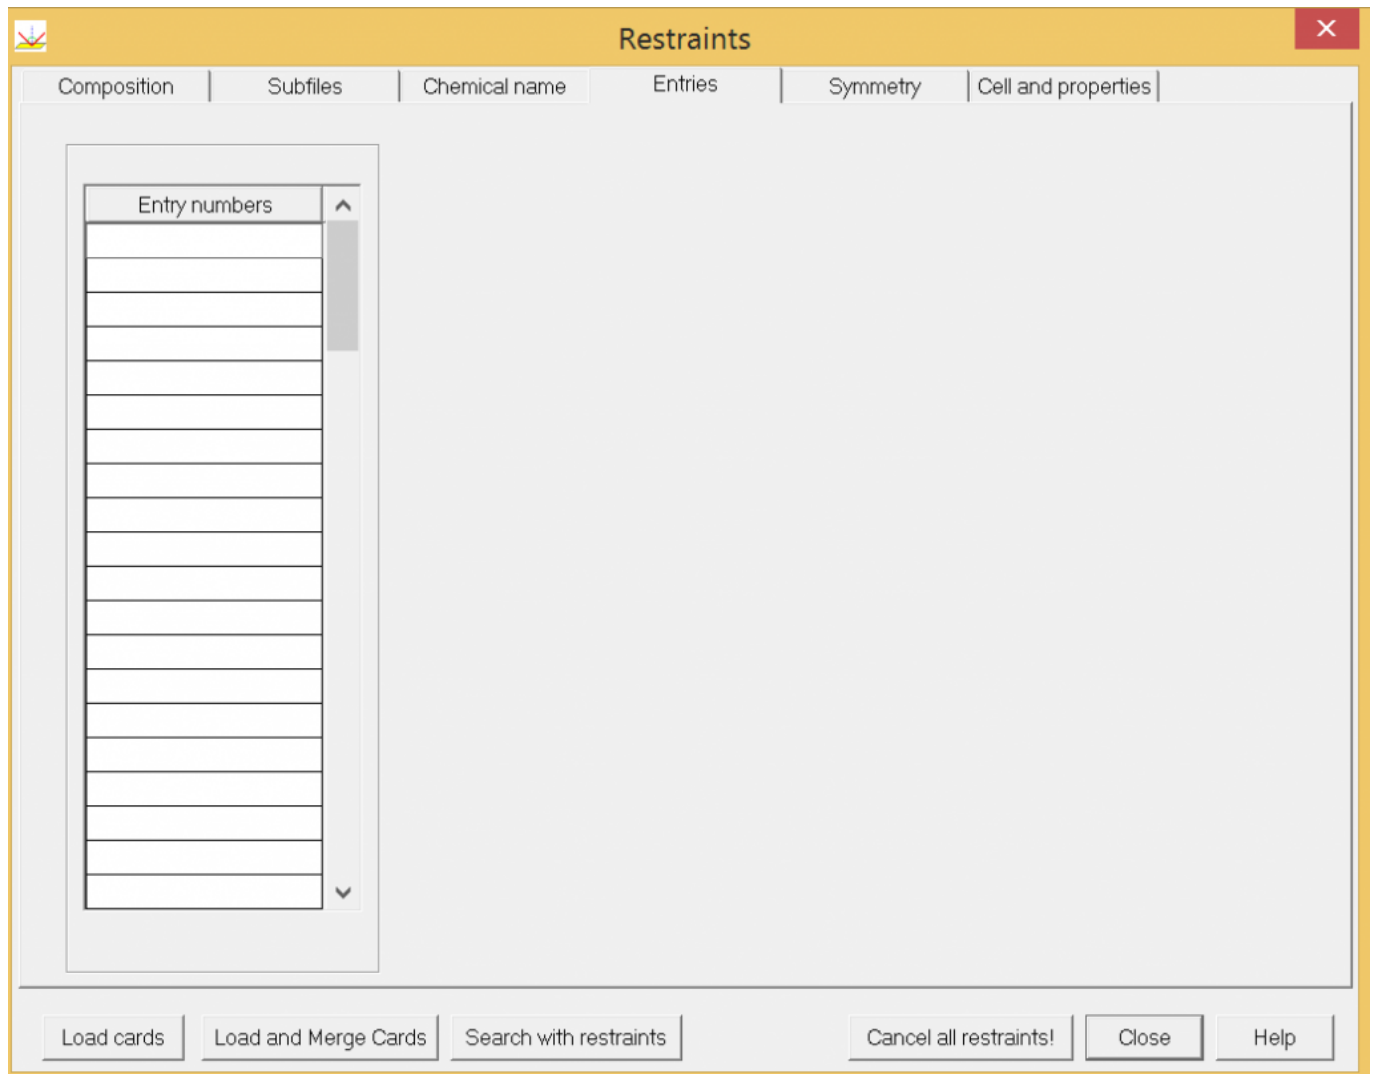 Restraints
Composition Subfiles Chemical name Entries Symmetry Cell and properties
Entry numbers
Load cards Load and Merge Cards Search with restraints Cancel all restraints! Close Help